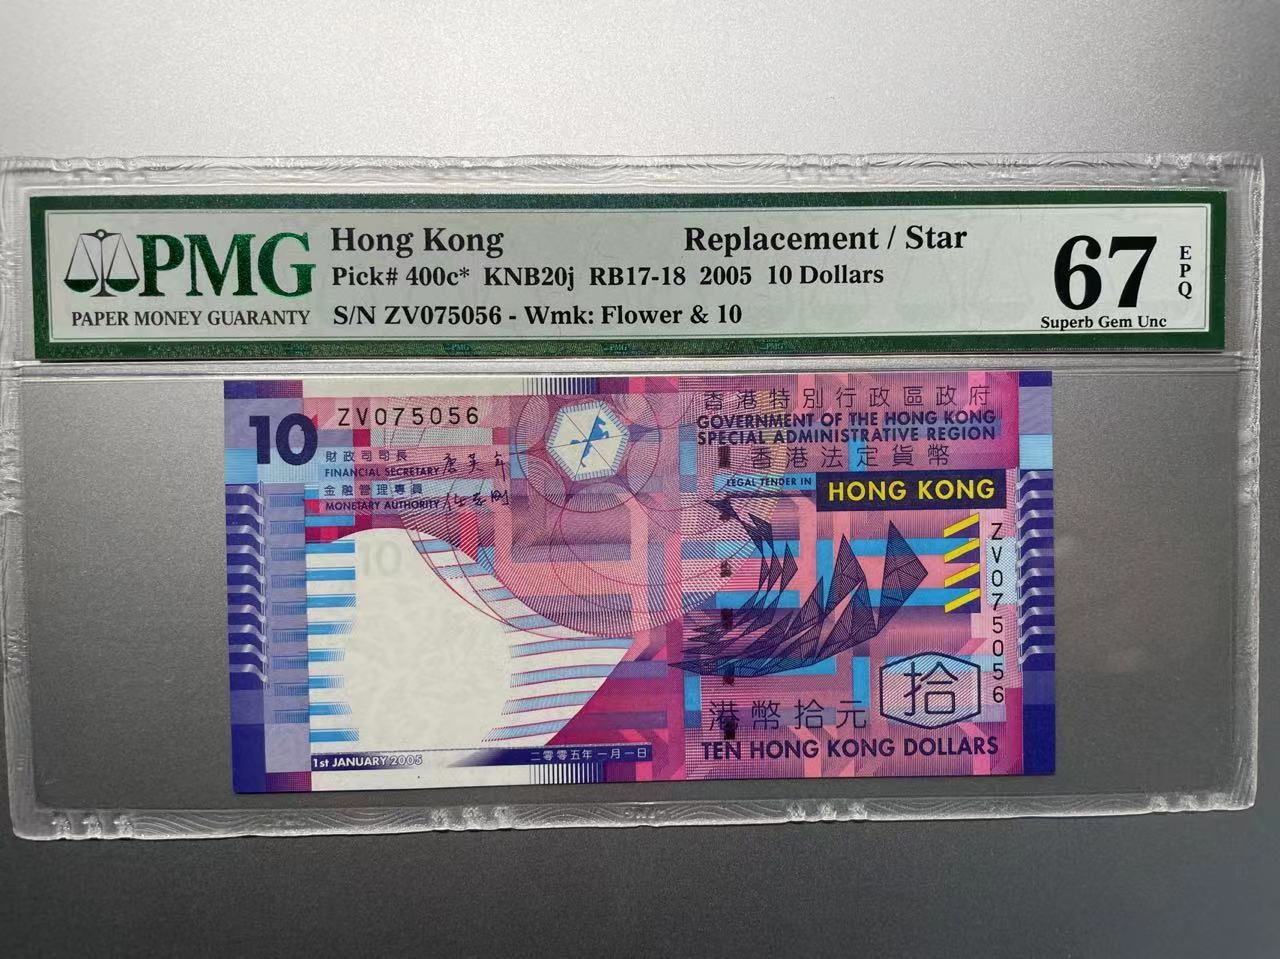 PMG
PAPER MONEY GUARANTY
Hong Kong
Replacement / Star
Pick# 400c* KNB20j RB17-18 2005 10 Dollars
S/N ZV075056 - Wmk: Flower & 10
67
EPQ
Superb Gem Unc
10
ZV075056
財政司司長
FINANCIAL SECRETARY
金融管理專員
MONETARY AUTHORITY
香港特別行政區政府
GOVERNMENT OF THE HONG KONG
SPECIAL ADMINISTRATIVE REGION
香港法定貨幣
LEGAL TENDER IN
HONG KONG
ZV075056
10
拾
港幣拾元
TEN HONG KONG DOLLARS
1st JANUARY 2005
二零零五年一月一日